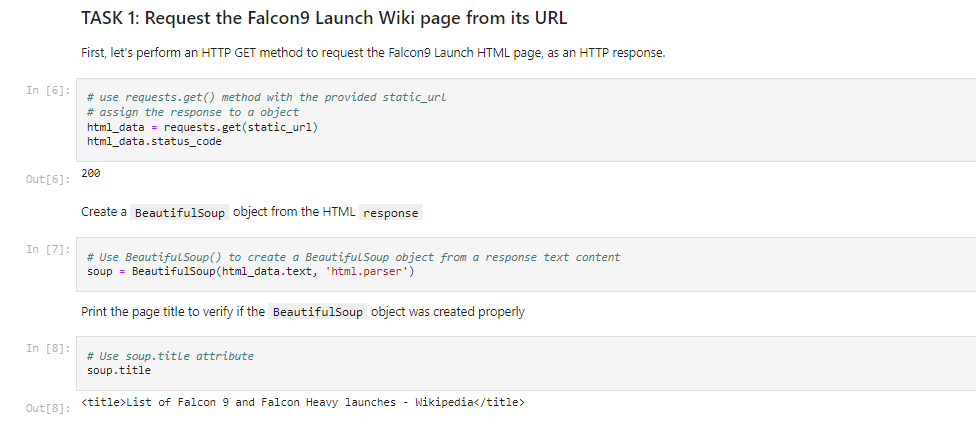 TASK 1: Request the Falcon9 Launch Wiki page from its URL
First, let's perform an HTTP GET method to request the Falcon9 Launch HTML page, as an HTTP response.
In [6]:
# use requests.get() method with the provided static_url
# assign the response to a object
html_data = requests.get(static_url)
html_data.status_code
Out[6]:
200
Create a BeautifulSoup object from the HTML response
In [7]:
# Use BeautifulSoup() to create a BeautifulSoup object from a response text content
soup = BeautifulSoup(html_data.text, 'html.parser')
Print the page title to verify if the BeautifulSoup object was created properly
In [8]:
# Use soup.title attribute
soup.title
Out[8]:
<title>List of Falcon 9 and Falcon Heavy launches - Wikipedia</title>